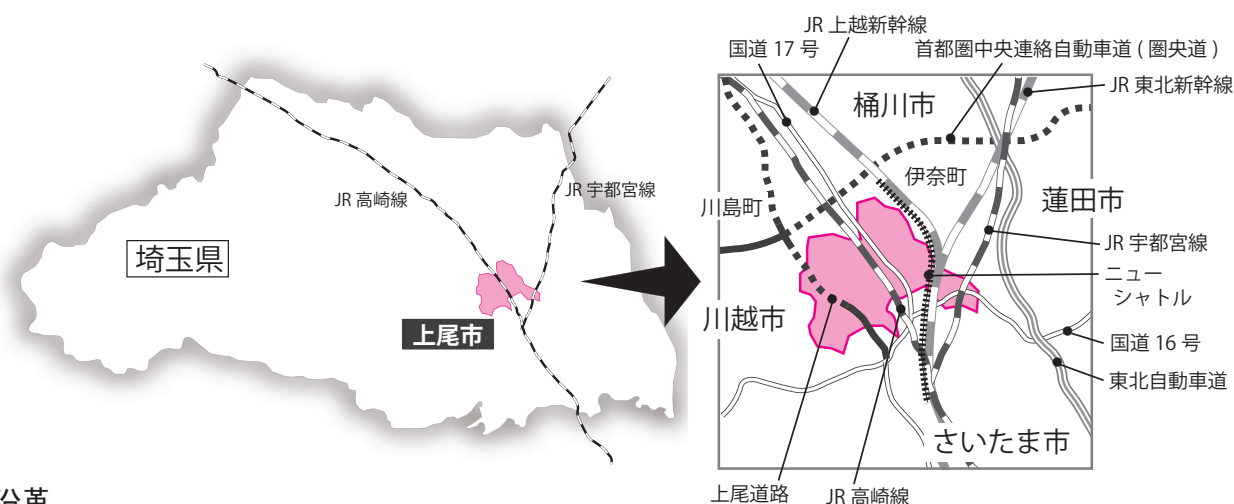 JR 上越新幹線
国道 17 号
首都圏中央連絡自動車道 ( 圏央道 )
JR 東北新幹線
桶川市
伊奈町
JR 高崎線
JR 宇都宮線
川島町
蓮田市
埼玉県
JR 宇都宮線
ニュー
シャトル
上尾市
川越市
国道 16 号
東北自動車道
さいたま市
上尾道路
JR 高崎線